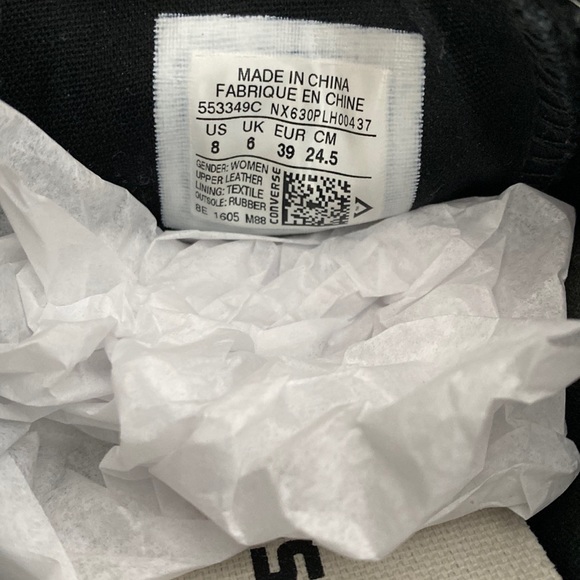 MADE IN CHINA
FABRIQUE EN CHINE
553349C NX630PLH00437
US UK EUR CM
8 6 39 24.5
GENDER: WOMEN
UPPER LEATHER
LINING: TEXTILE
OUTSOLE: RUBBER
BE 1605 M88
CONVERSE
S